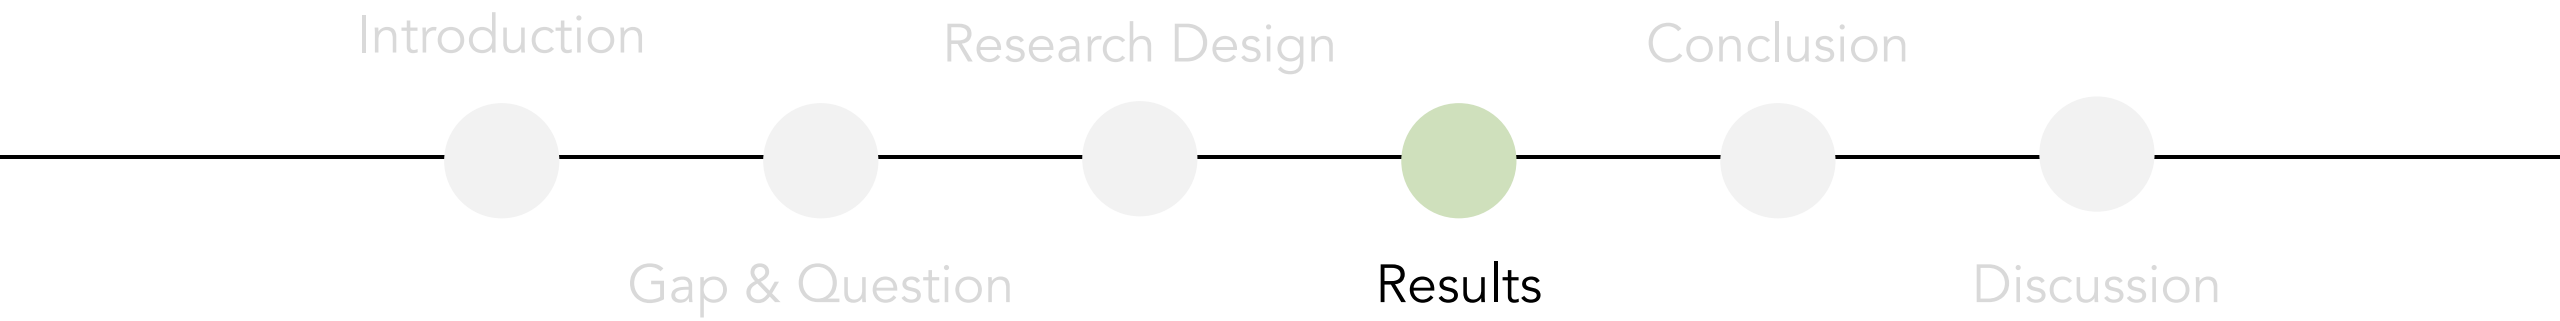 Introduction
Research Design
Conclusion
Gap & Question
Results
Discussion